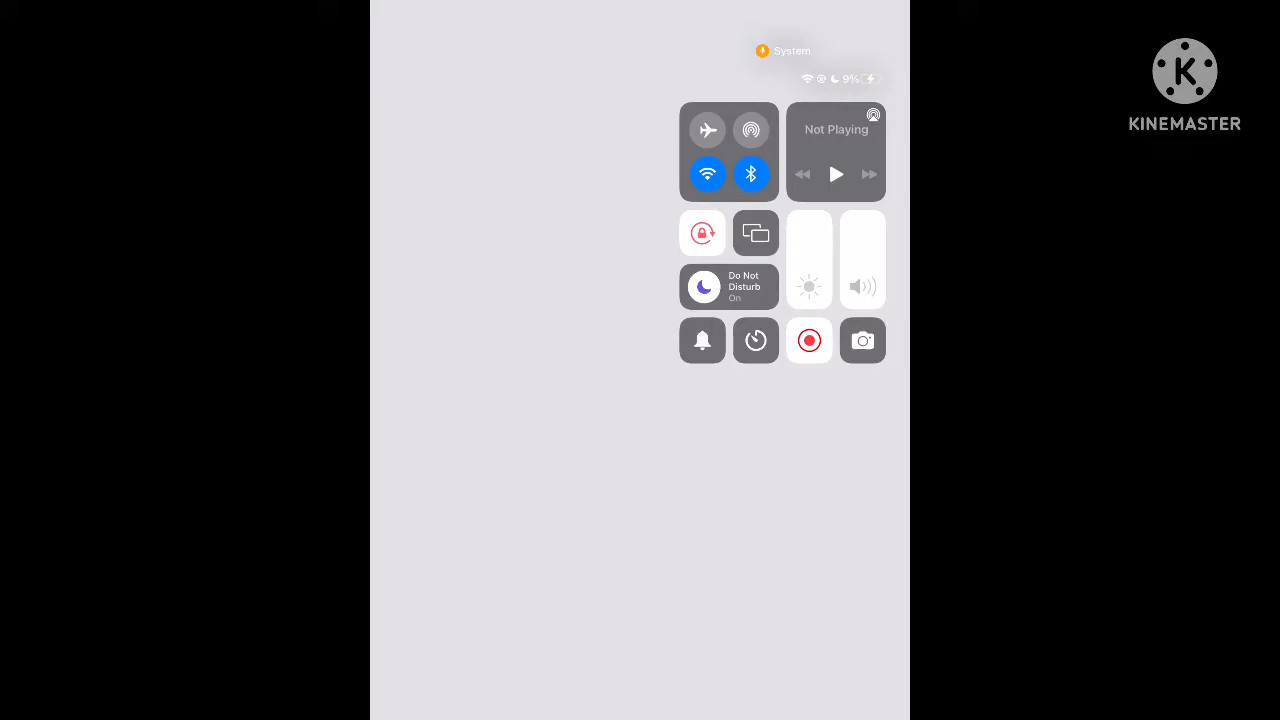 System
9%
Not Playing
Do Not
Disturb
On
K
KINEMASTER